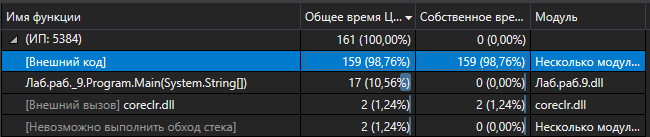 Имя функции Общее время Ц... Собственное вре... Модуль
(ИП: 5384) 161 (100,00%) 0 (0,00%)
[Внешний код] 159 (98,76%) 159 (98,76%) Несколько модул...
Лаб.раб._9.Program.Main(System.String[]) 17 (10,56%) 0 (0,00%) Лаб.раб.9.dll
[Внешний вызов] coreclr.dll 2 (1,24%) 2 (1,24%) coreclr.dll
[Невозможно выполнить обход стека] 2 (1,24%) 0 (0,00%) Несколько модул...